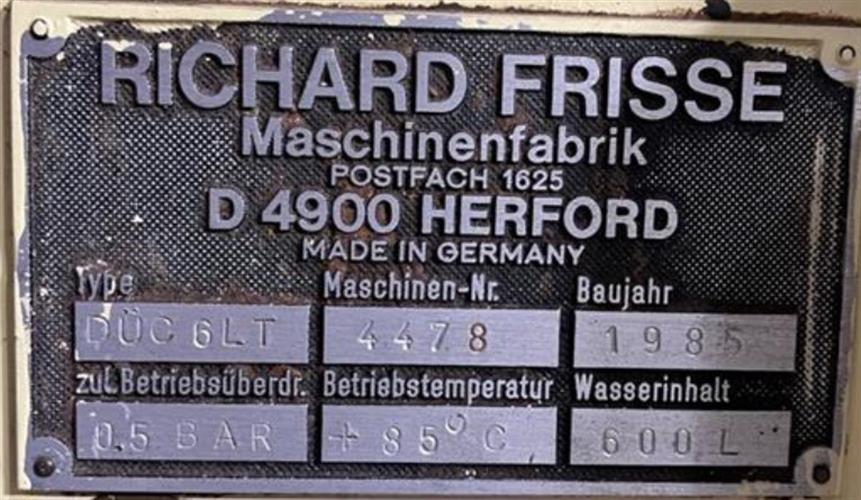 RICHARD FRISSE
Maschinenfabrik
POSTFACH 1625
D 4900 HERFORD
MADE IN GERMANY
Type Maschinen-Nr. Baujahr
DÜC 6LT 4478 1985
zul. Betriebsüberdr. Betriebstemperatur Wasserinhalt
0.5 BAR + 85° C 600 L